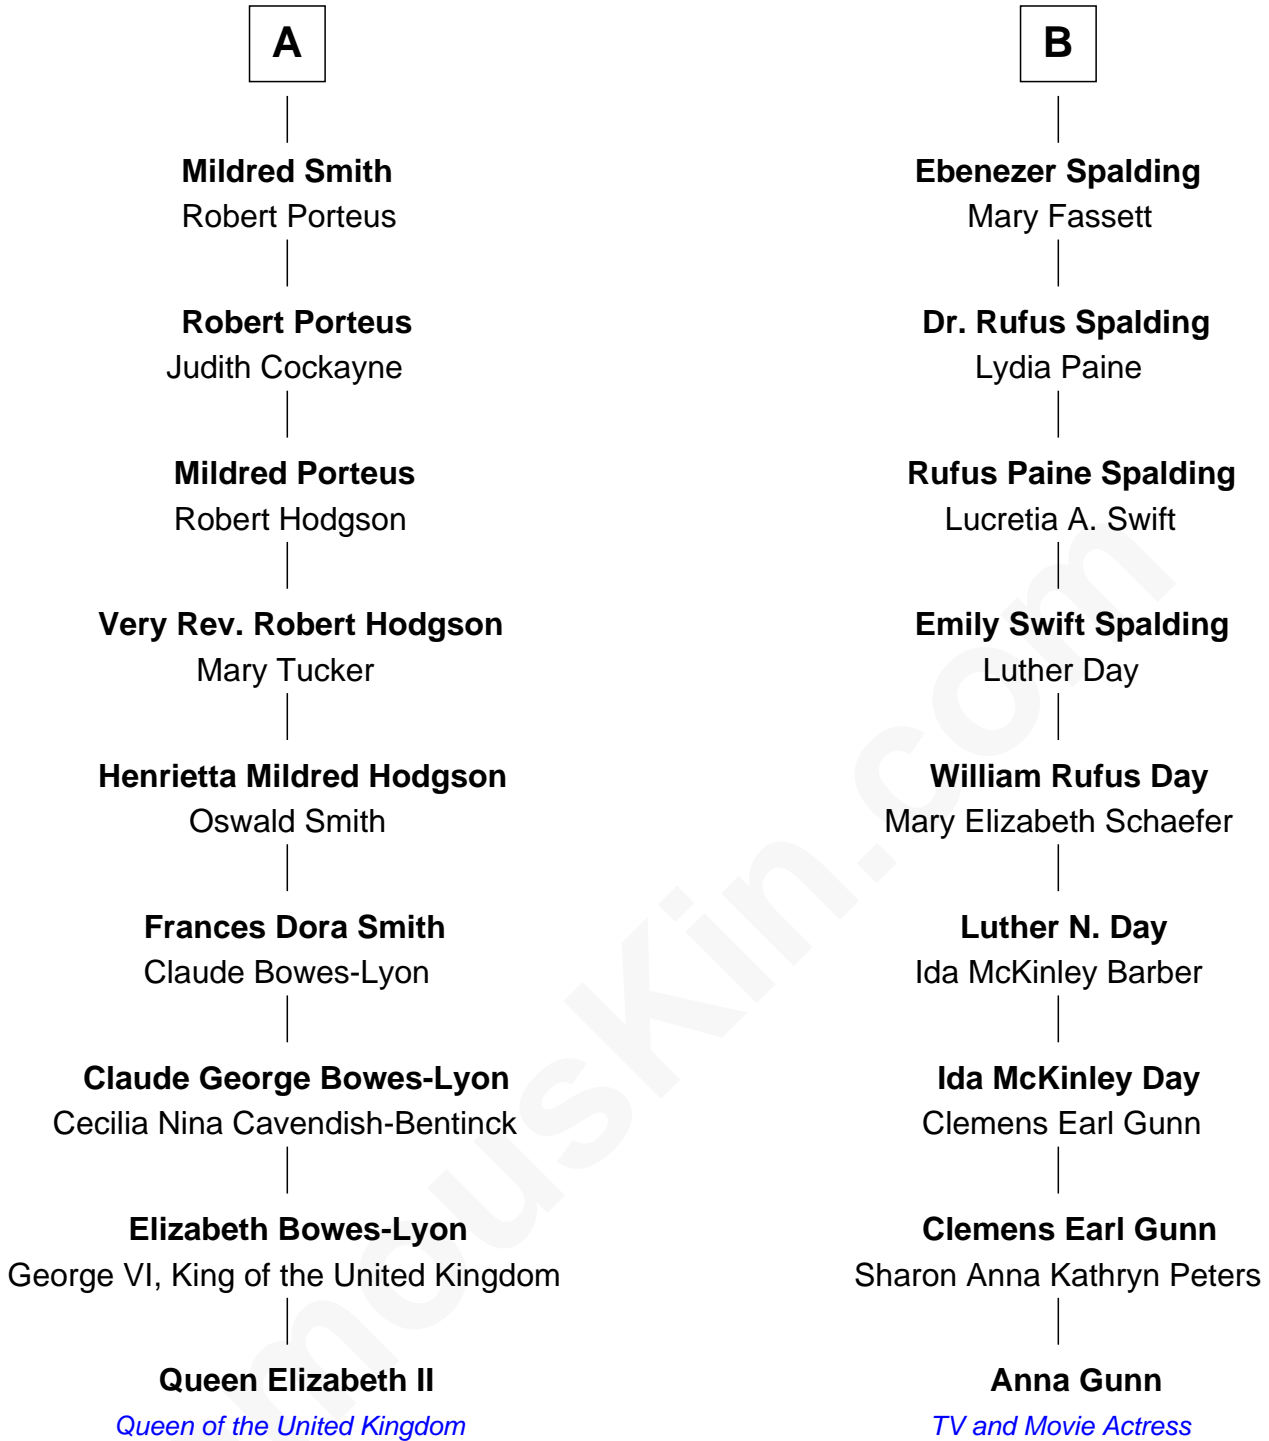 A
Mildred Smith
Robert Porteus
Robert Porteus
Judith Cockayne
Mildred Porteus
Robert Hodgson
Very Rev. Robert Hodgson
Mary Tucker
Henrietta Mildred Hodgson
Oswald Smith
Frances Dora Smith
Claude Bowes-Lyon
Claude George Bowes-Lyon
Cecilia Nina Cavendish-Bentinck
Elizabeth Bowes-Lyon
George VI, King of the United Kingdom
Queen Elizabeth II
Queen of the United Kingdom
B
Ebenezer Spalding
Mary Fassett
Dr. Rufus Spalding
Lydia Paine
Rufus Paine Spalding
Lucretia A. Swift
Emily Swift Spalding
Luther Day
William Rufus Day
Mary Elizabeth Schaefer
Luther N. Day
Ida McKinley Barber
Ida McKinley Day
Clemens Earl Gunn
Clemens Earl Gunn
Sharon Anna Kathryn Peters
Anna Gunn
TV and Movie Actress
mousKin.com